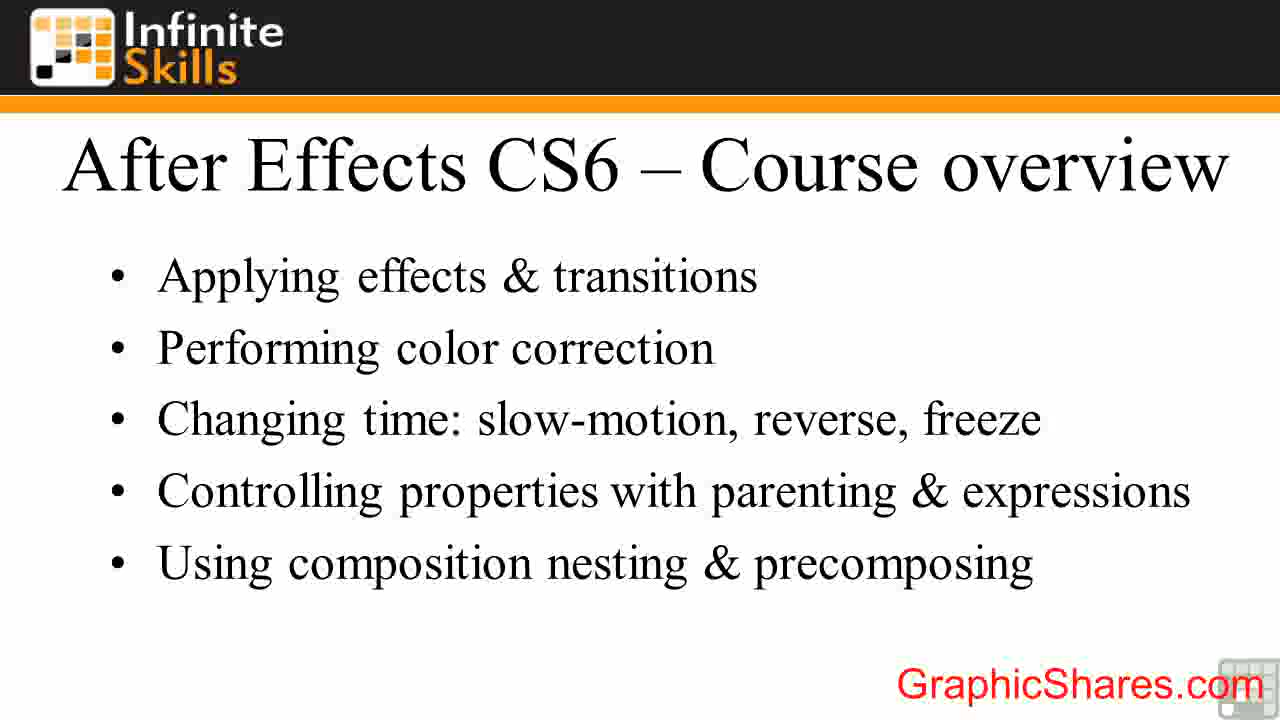 Infinite
Skills
After Effects CS6 – Course overview
• Applying effects & transitions
• Performing color correction
• Changing time: slow-motion, reverse, freeze
• Controlling properties with parenting & expressions
• Using composition nesting & precomposing
GraphicShares.com